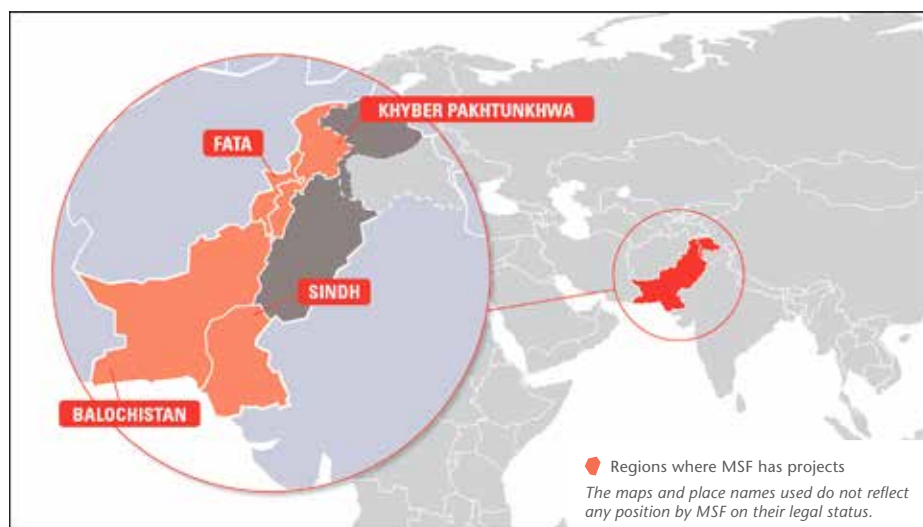 KHYBER PAKHTUNKHWA
FATA
SINDH
BALOCHISTAN
Regions where MSF has projects
The maps and place names used do not reflect
any position by MSF on their legal status.